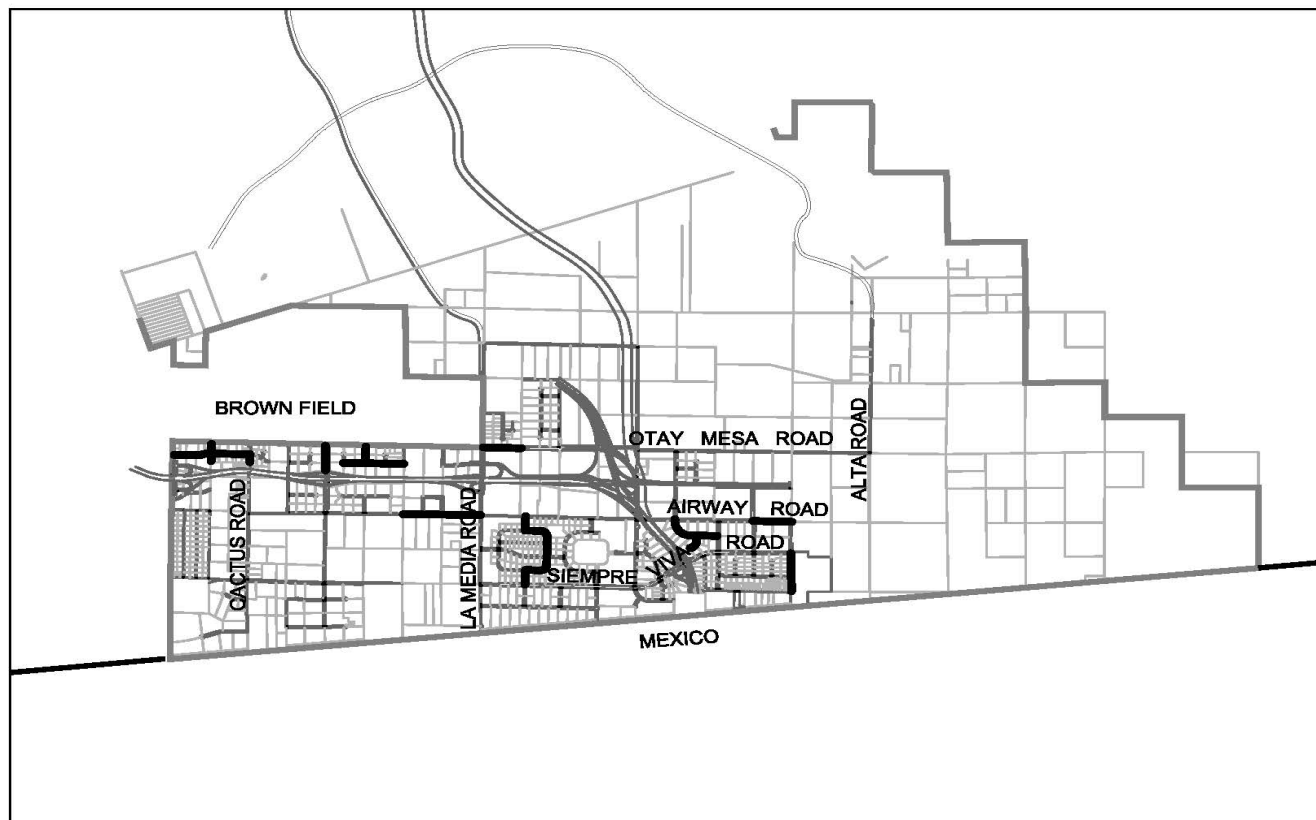 BROWN FIELD
OTAY MESA ROAD
ALTA ROAD
AIRWAY ROAD
CACTUS ROAD
LA MEDIA ROAD
SIEMPRE VIVA ROAD
MEXICO